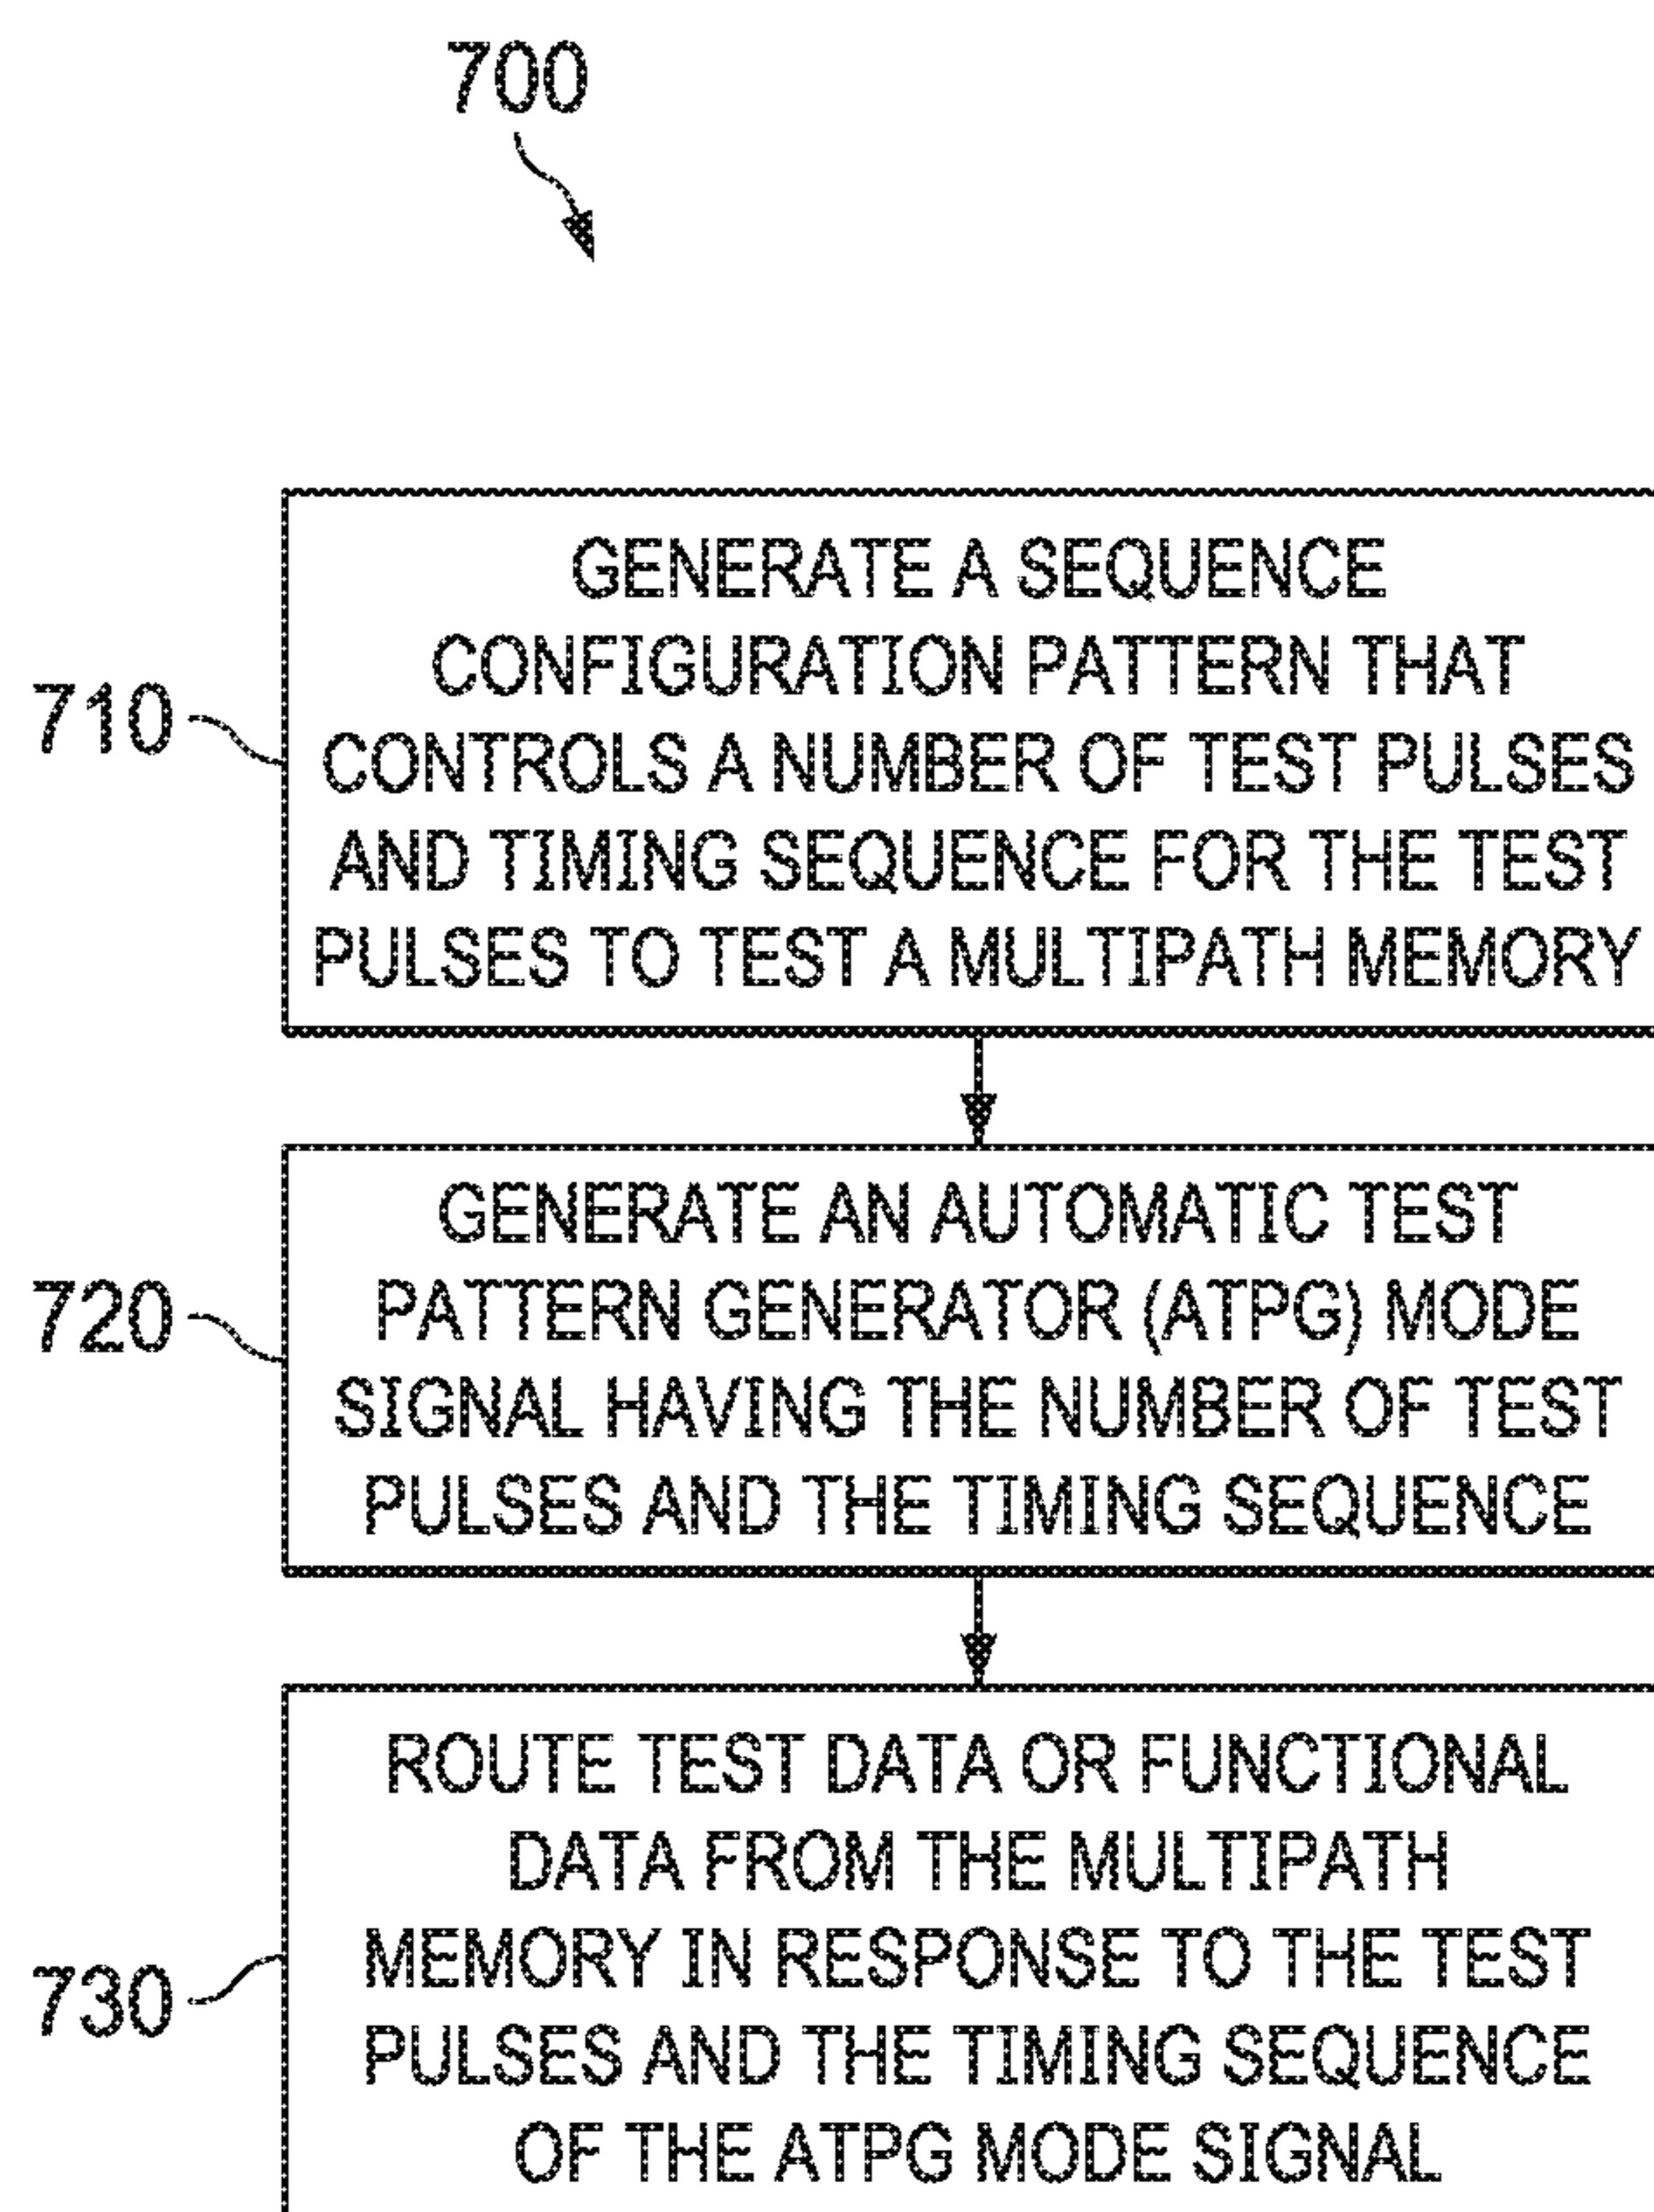 700
710
GENERATE A SEQUENCE
CONFIGURATION PATTERN THAT
CONTROLS A NUMBER OF TEST PULSES
AND TIMING SEQUENCE FOR THE TEST
PULSES TO TEST A MULTIPATH MEMORY
720
GENERATE AN AUTOMATIC TEST
PATTERN GENERATOR (ATPG) MODE
SIGNAL HAVING THE NUMBER OF TEST
PULSES AND THE TIMING SEQUENCE
730
ROUTE TEST DATA OR FUNCTIONAL
DATA FROM THE MULTIPATH
MEMORY IN RESPONSE TO THE TEST
PULSES AND THE TIMING SEQUENCE
OF THE ATPG MODE SIGNAL